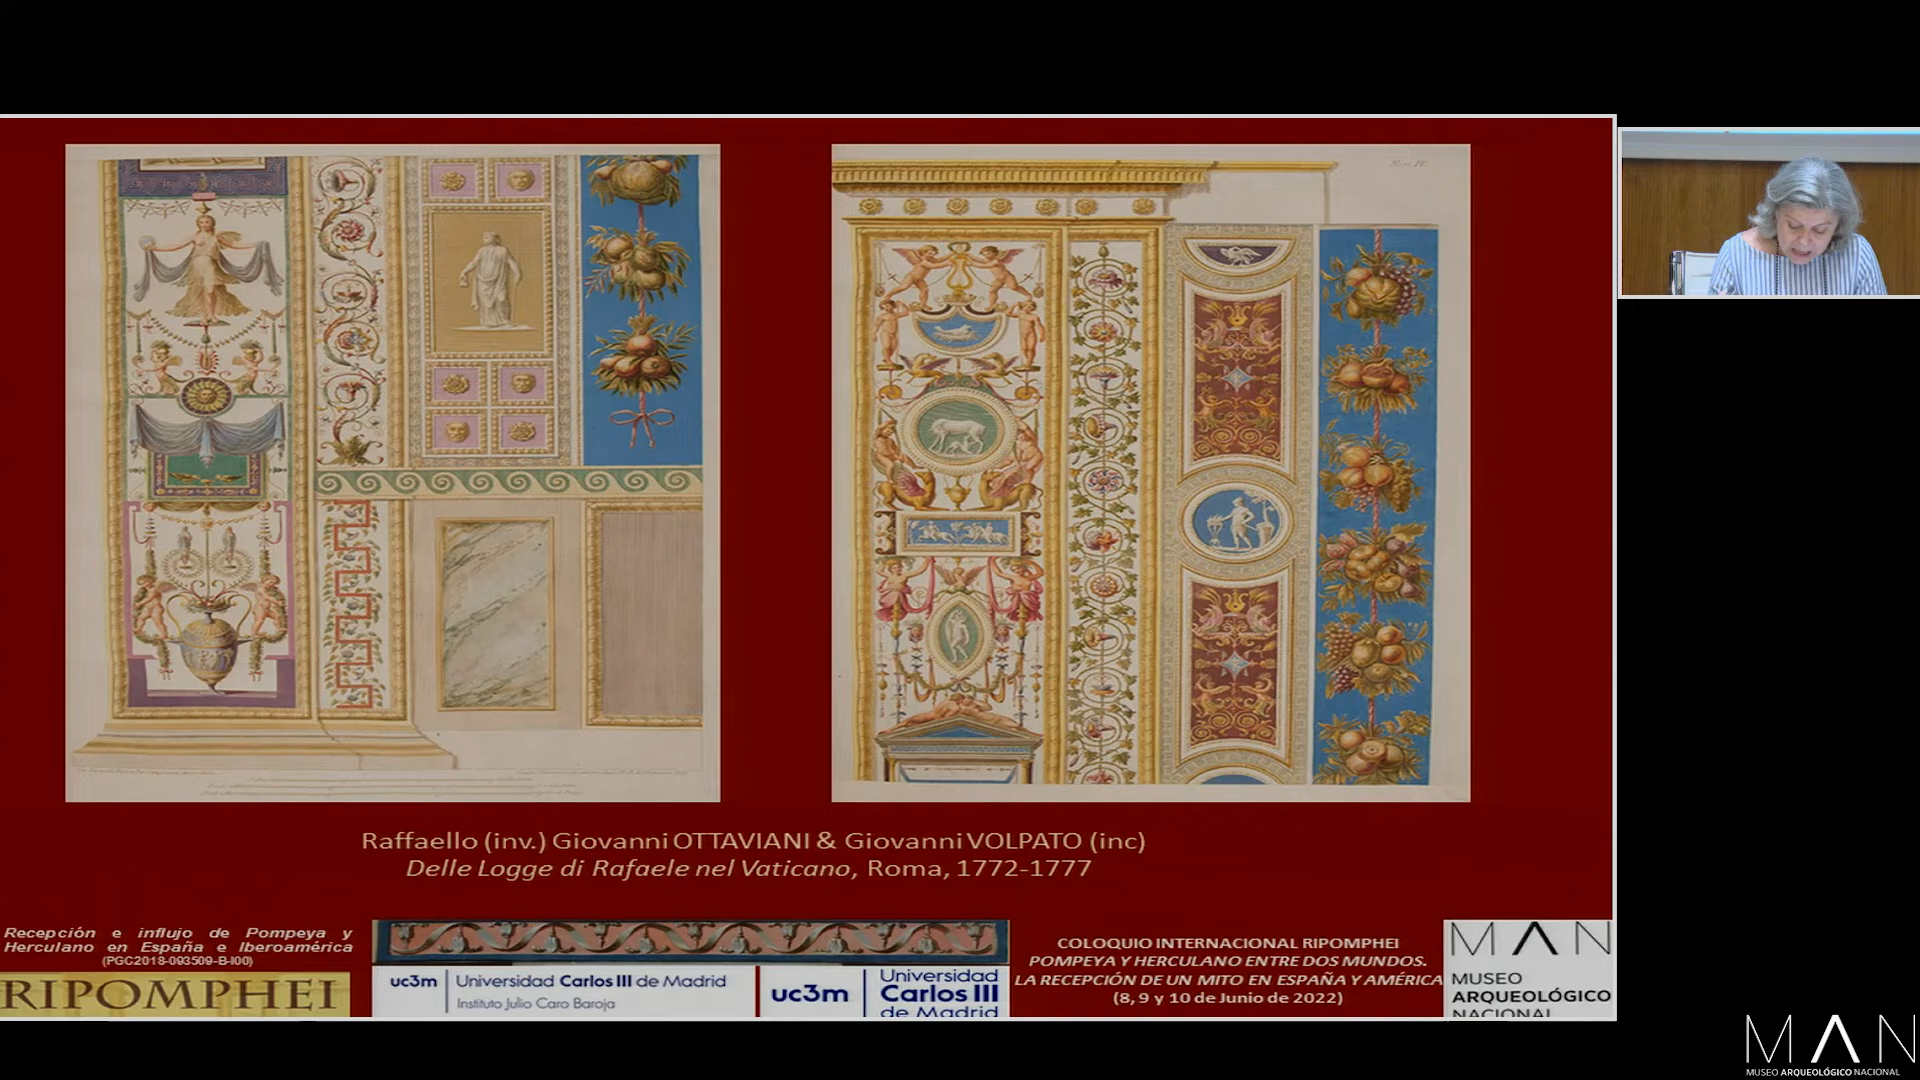 Raffaello (inv.) Giovanni OTTAVIANI & Giovanni VOLPATO (inc)
Delle Logge di Rafaele nel Vaticano, Roma, 1772-1777
Recepción e influjo de Pompeya y
Herculano en España e Iberoamérica
(PGC2018-093509-B-I00)
RIPOMPHEI
uc3m
Universidad Carlos III de Madrid
Instituto Julio Caro Baroja
uc3m
Universidad
Carlos III
de Madrid
COLOQUIO INTERNACIONAL RIPOMPHEI
POMPEYA Y HERCULANO ENTRE DOS MUNDOS.
LA RECEPCIÓN DE UN MITO EN ESPAÑA Y AMÉRICA
(8, 9 y 10 de Junio de 2022)
MAN
MUSEO
ARQUEOLÓGICO
NACIONAL
MAN
MUSEO ARQUEOLÓGICO NACIONAL